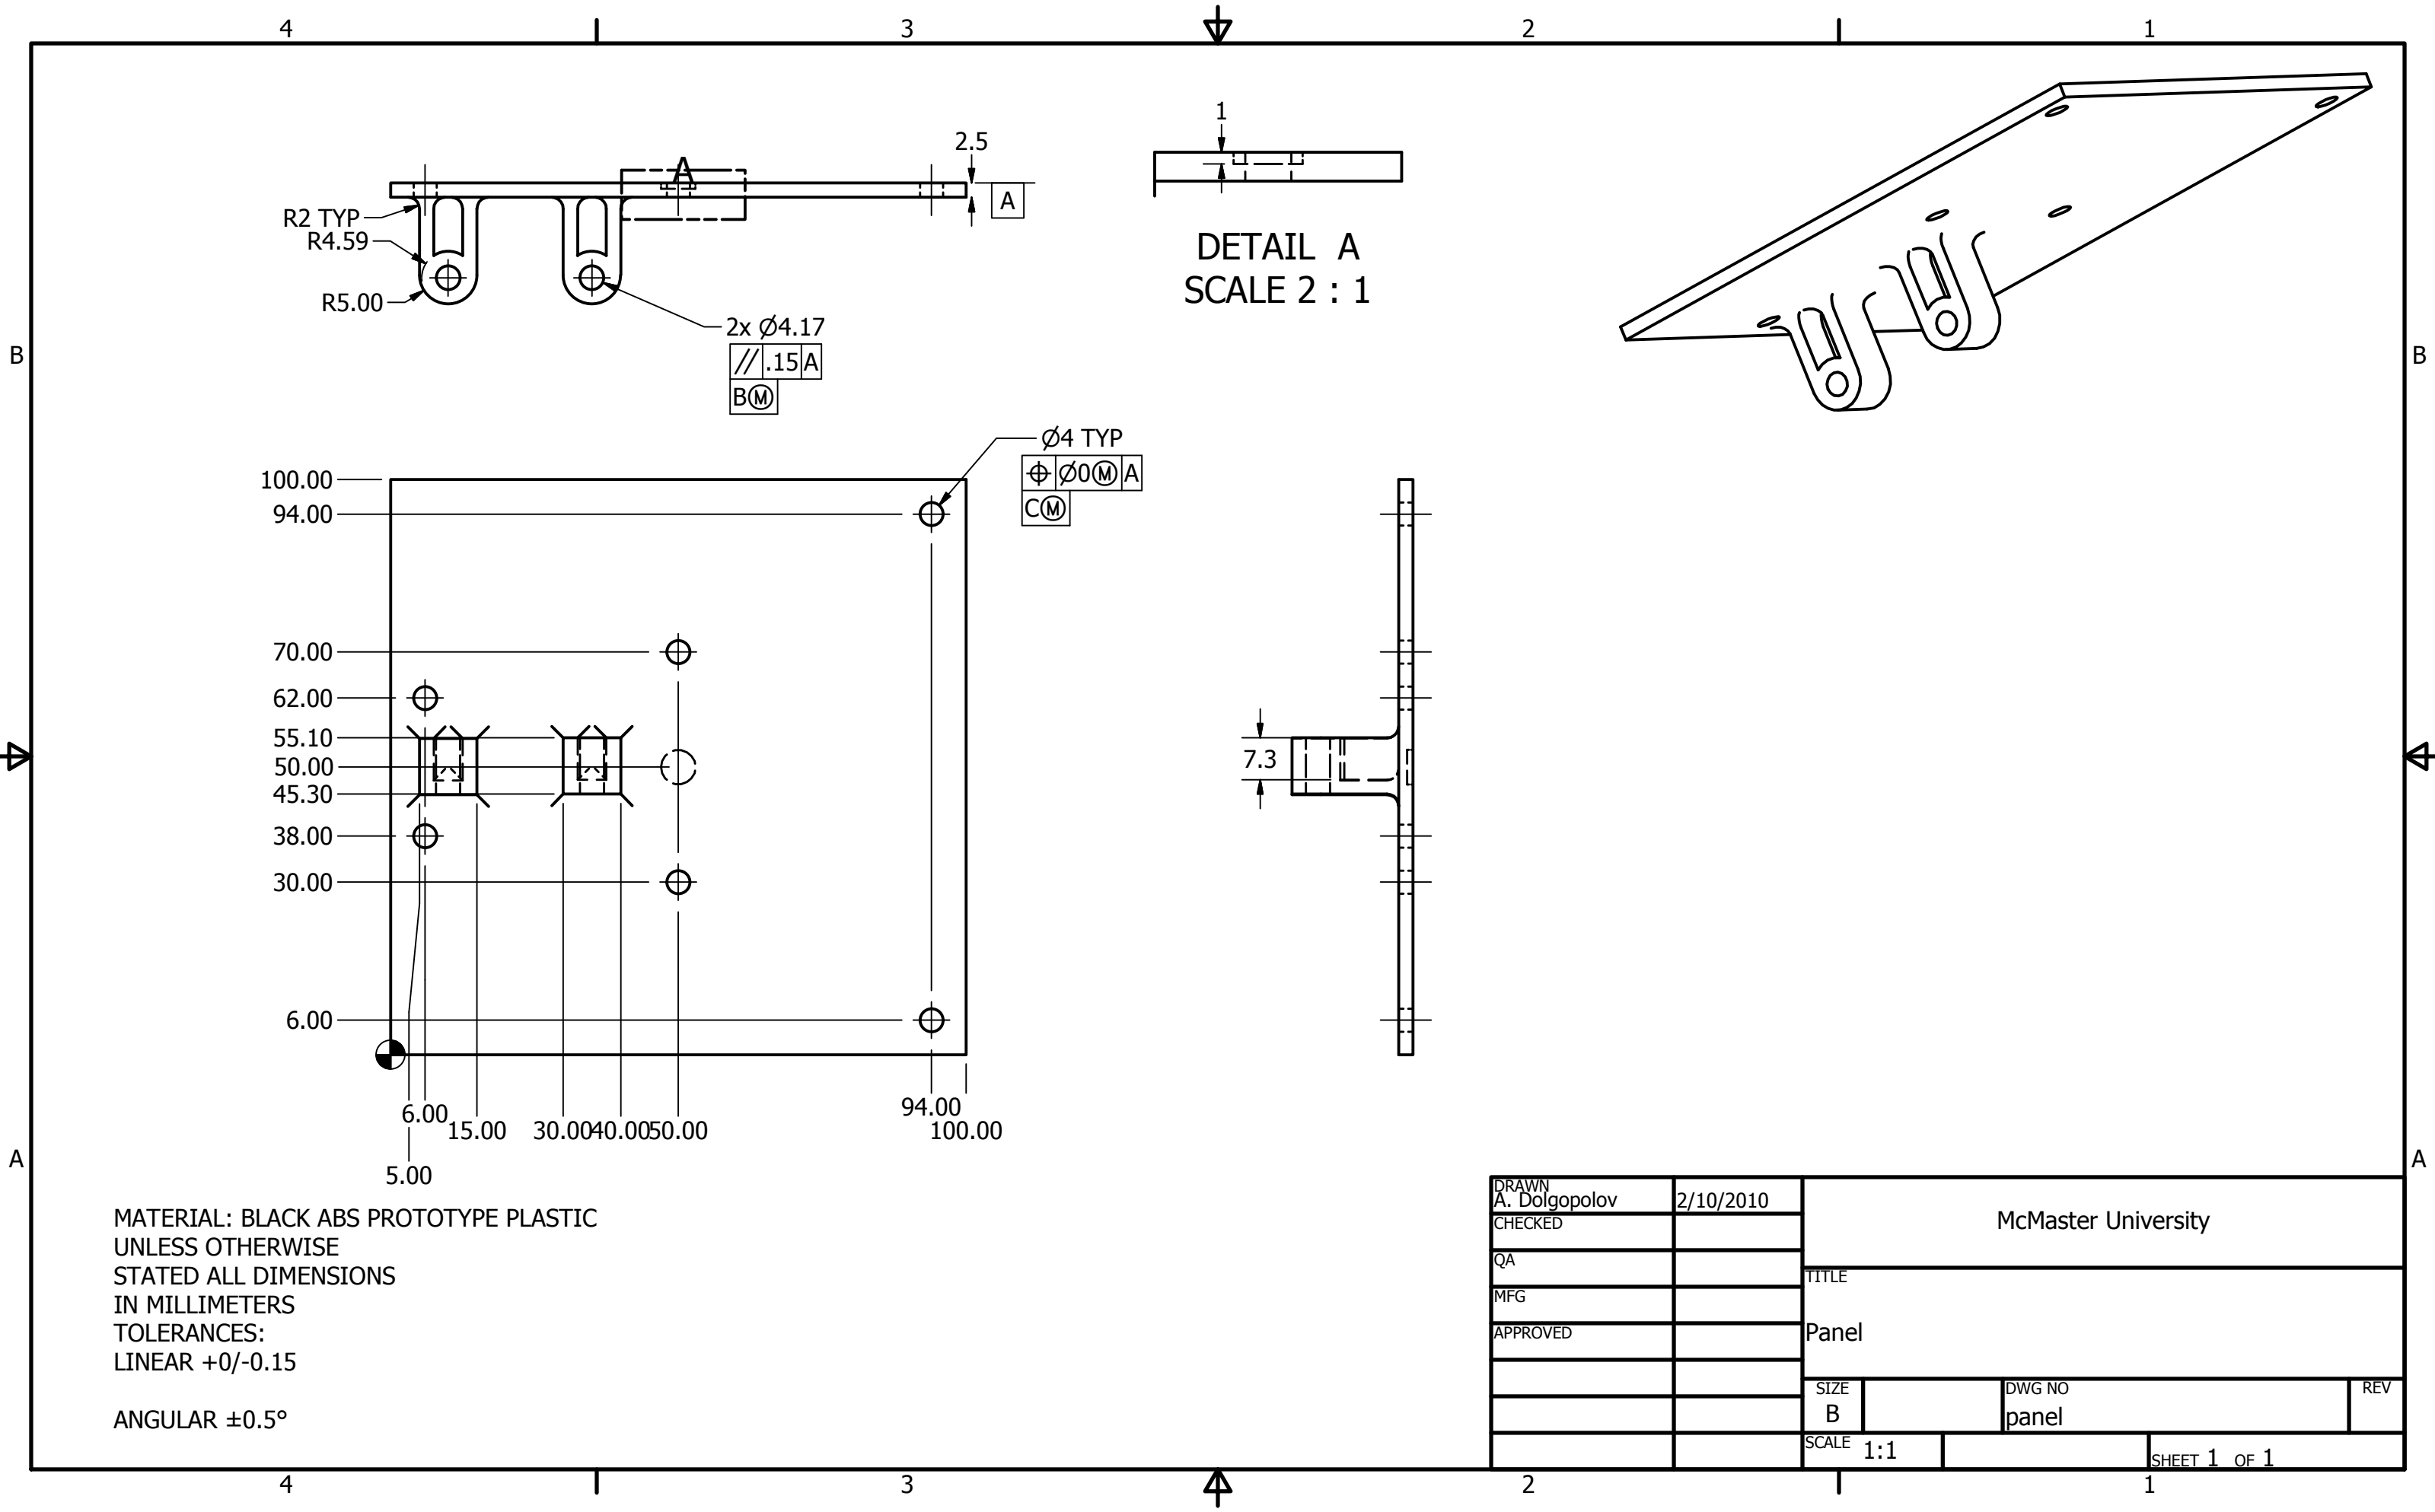 4 3 2 1
A
2.5
A
R2 TYP
R4.59
R5.00
2x Ø4.17
// .15 A
BⓂ
1
DETAIL A
SCALE 2 : 1
B B
Ø4 TYP
⌖ Ø0Ⓜ A
CⓂ
100.00
94.00
70.00
62.00
55.10
50.00
45.30
38.00
30.00
6.00
7.3
6.00
15.00
30.00
40.00
50.00
94.00
100.00
5.00
A A
MATERIAL: BLACK ABS PROTOTYPE PLASTIC
UNLESS OTHERWISE
STATED ALL DIMENSIONS
IN MILLIMETERS
TOLERANCES:
LINEAR +0/-0.15
ANGULAR ±0.5°
DRAWN
A. Dolgopolov 2/10/2010
CHECKED
QA
MFG
APPROVED
McMaster University
TITLE
Panel
SIZE
B
DWG NO
panel
REV
SCALE 1:1
SHEET 1 OF 1
4 3 2 1